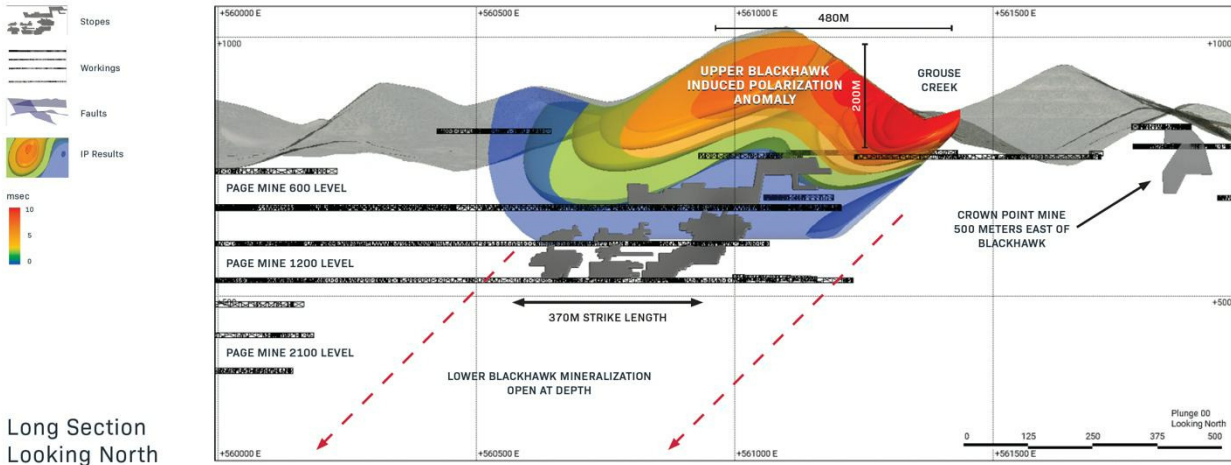 Stopes
Workings
Faults
IP Results
msec
10
5
0
Long Section
Looking North
+560000 E
+560500 E
+561000 E
+561500 E
480M
+1000
+1000
UPPER BLACKHAWK
INDUCED POLARIZATION
ANOMALY
200M
GROUSE
CREEK
PAGE MINE 600 LEVEL
CROWN POINT MINE
500 METERS EAST OF
BLACKHAWK
PAGE MINE 1200 LEVEL
+500
370M STRIKE LENGTH
PAGE MINE 2100 LEVEL
LOWER BLACKHAWK MINERALIZATION
OPEN AT DEPTH
Plunge 00
Looking North
0 125 250 375 500
+560000 E
+560500 E
+561000 E
+561500 E